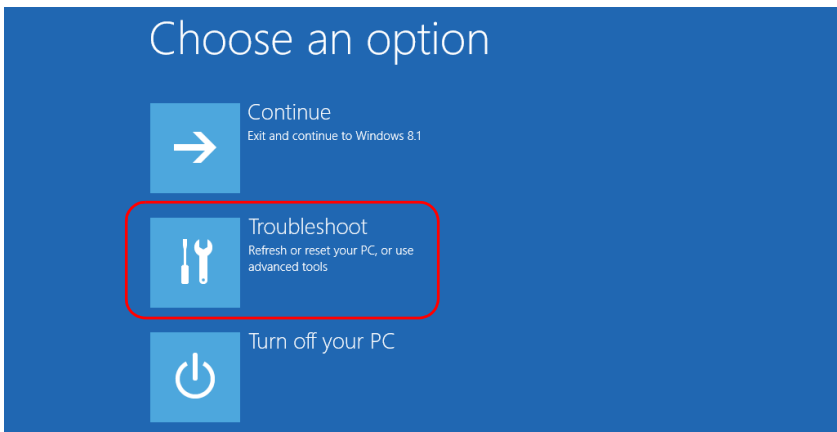 Choose an option
Continue
Exit and continue to Windows 8.1
Troubleshoot
Refresh or reset your PC, or use
advanced tools
Turn off your PC